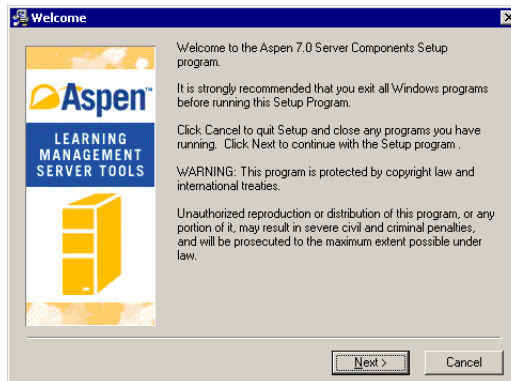 Welcome
Aspen™
LEARNING
MANAGEMENT
SERVER TOOLS
Welcome to the Aspen 7.0 Server Components Setup
program.
It is strongly recommended that you exit all Windows programs
before running this Setup Program.
Click Cancel to quit Setup and close any programs you have
running. Click Next to continue with the Setup program .
WARNING: This program is protected by copyright law and
international treaties.
Unauthorized reproduction or distribution of this program, or any
portion of it, may result in severe civil and criminal penalties,
and will be prosecuted to the maximum extent possible under
law.
Next >
Cancel